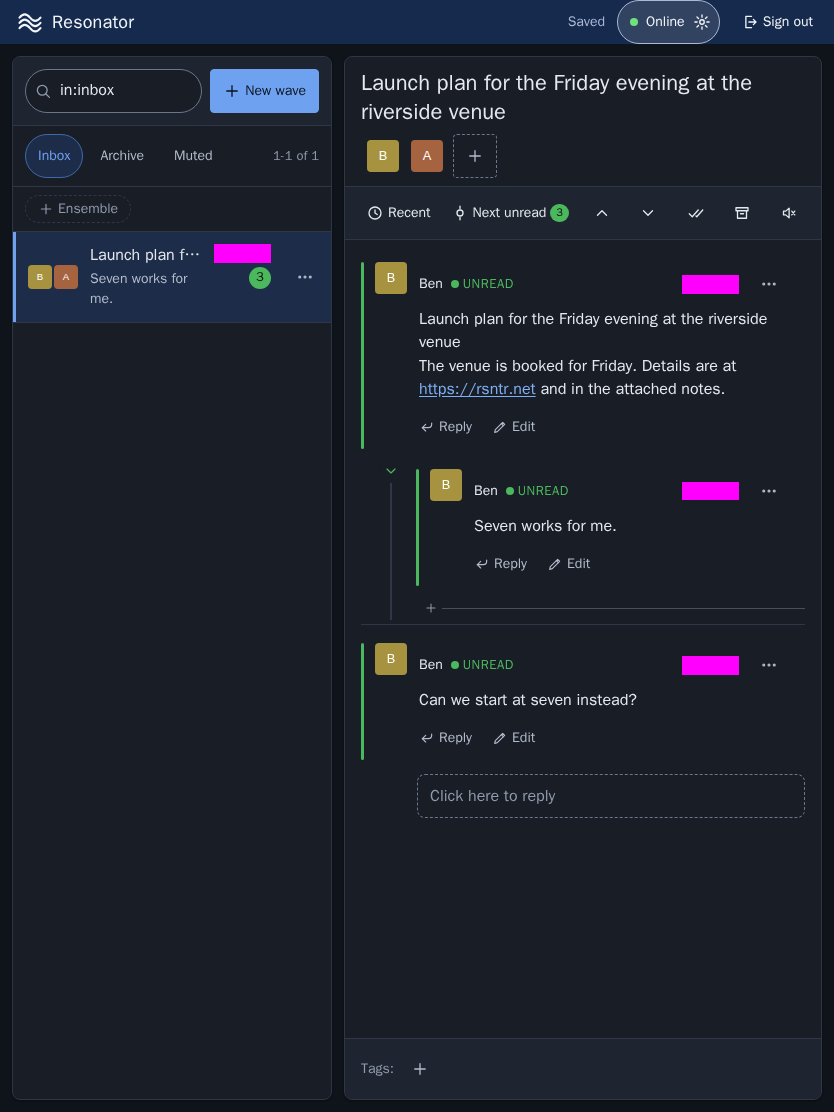 Resonator
Saved
Online
Sign out
in:inbox
New wave
Inbox
Archive
Muted
1-1 of 1
Ensemble
B
A
Launch plan f···
Seven works for
me.
3
Launch plan for the Friday evening at the
riverside venue
B
A
Recent
Next unread
3
B
Ben
UNREAD
Launch plan for the Friday evening at the riverside
venue
The venue is booked for Friday. Details are at
https://rsntr.net and in the attached notes.
Reply
Edit
B
Ben
UNREAD
Seven works for me.
Reply
Edit
B
Ben
UNREAD
Can we start at seven instead?
Reply
Edit
Click here to reply
Tags: